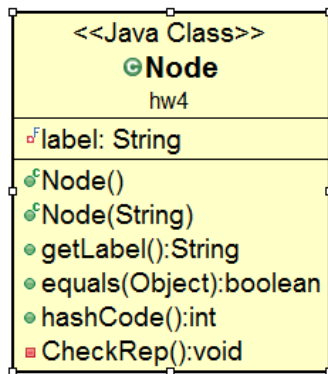 <<Java Class>>
Node
hw4
label: String
Node()
Node(String)
getLabel():String
equals(Object):boolean
hashCode():int
CheckRep():void